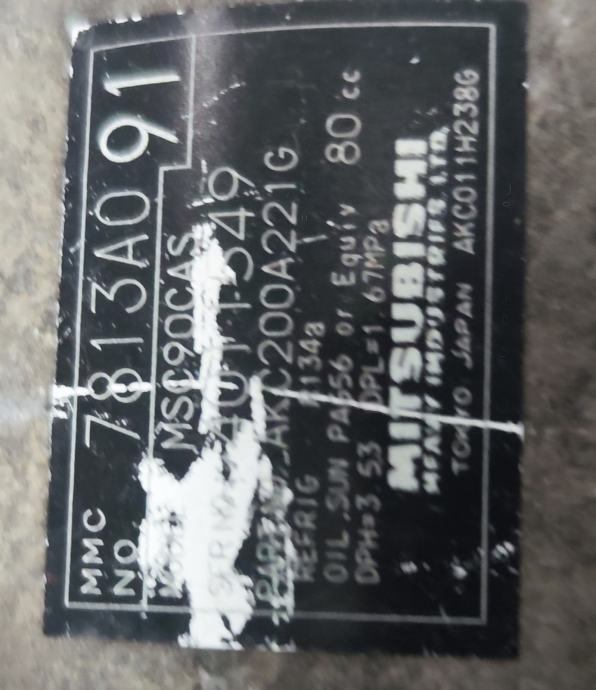 MMC NO. 7813A091
MSC90CAS
AKC200A221G
REFRIG R134a
OIL.SUN PAG56 or Equiv 80 cc
DPH=3.53 DPL=1.67MPa
MITSUBISHI
HEAVY INDUSTRIES, LTD.
TOKYO JAPAN AKC011H238G